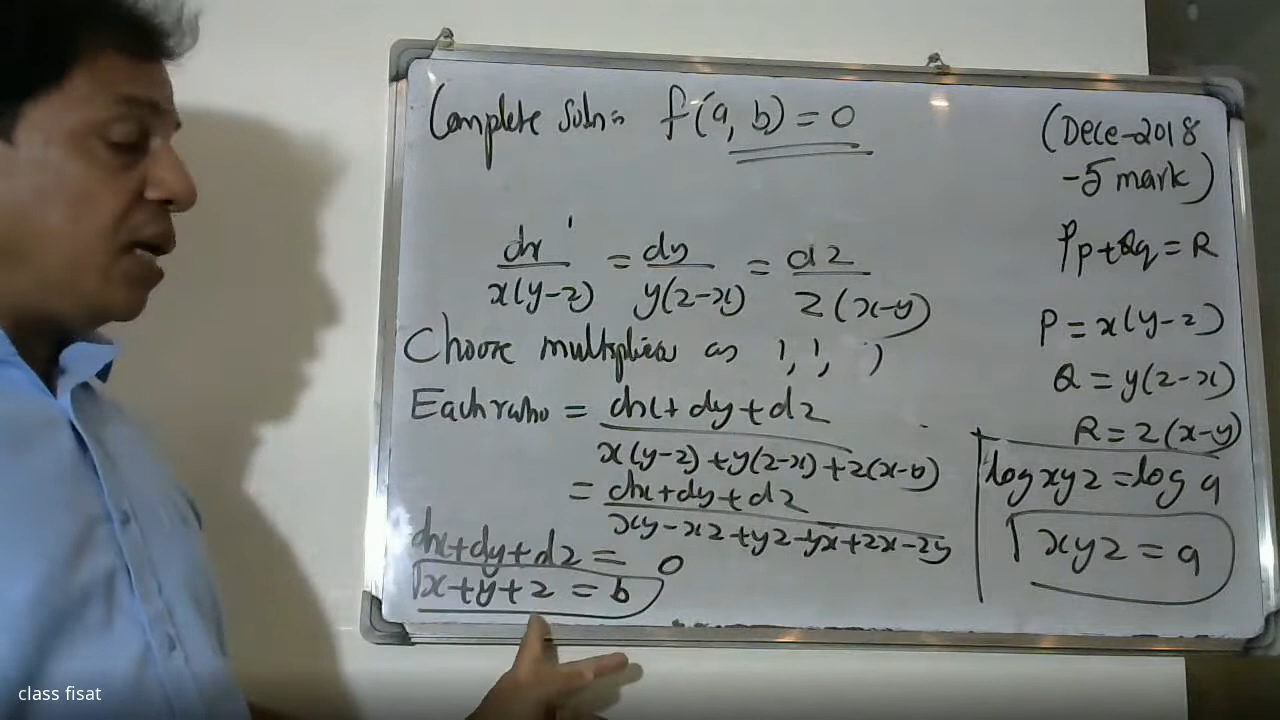 Complete Soln: f(a, b) = 0
(Dece-2018
-5 mark)
Pp+Qq = R
dx/x(y-z) = dy/y(z-x) = dz/z(x-y)
P = x(y-z)
Choose multipliers as 1, 1, 1
Q = y(z-x)
Each ratio = dx+dy+dz/x(y-z)+y(z-x)+z(x-y)
R = z(x-y)
= dx+dy+dz/xy-xz+yz-yx+zx-zy
dx+dy+dz = 0
x+y+z = b
log xyz = log a
xyz = a
class fisat